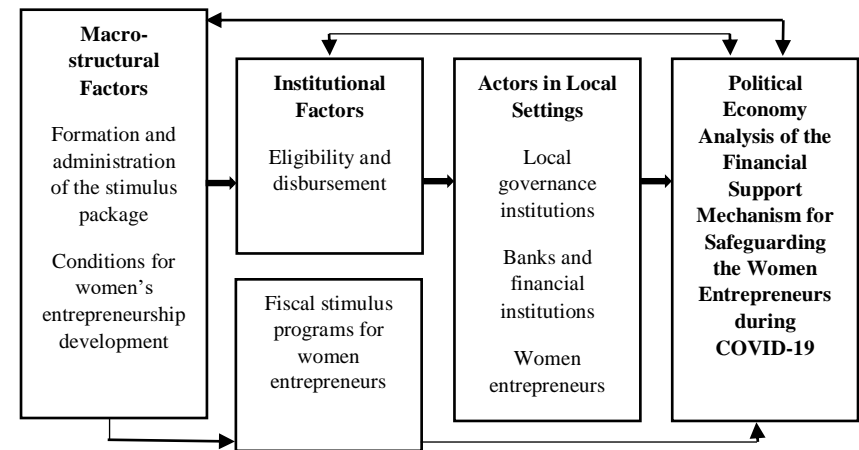 Macro-
structural
Factors
Formation and
administration
of the stimulus
package
Conditions for
women's
entrepreneurship
development
Institutional
Factors
Eligibility and
disbursement
Fiscal stimulus
programs for
women
entrepreneurs
Actors in Local
Settings
Local
governance
institutions
Banks and
financial
institutions
Women
entrepreneurs
Political
Economy
Analysis of the
Financial
Support
Mechanism for
Safeguarding
the Women
Entrepreneurs
during
COVID-19